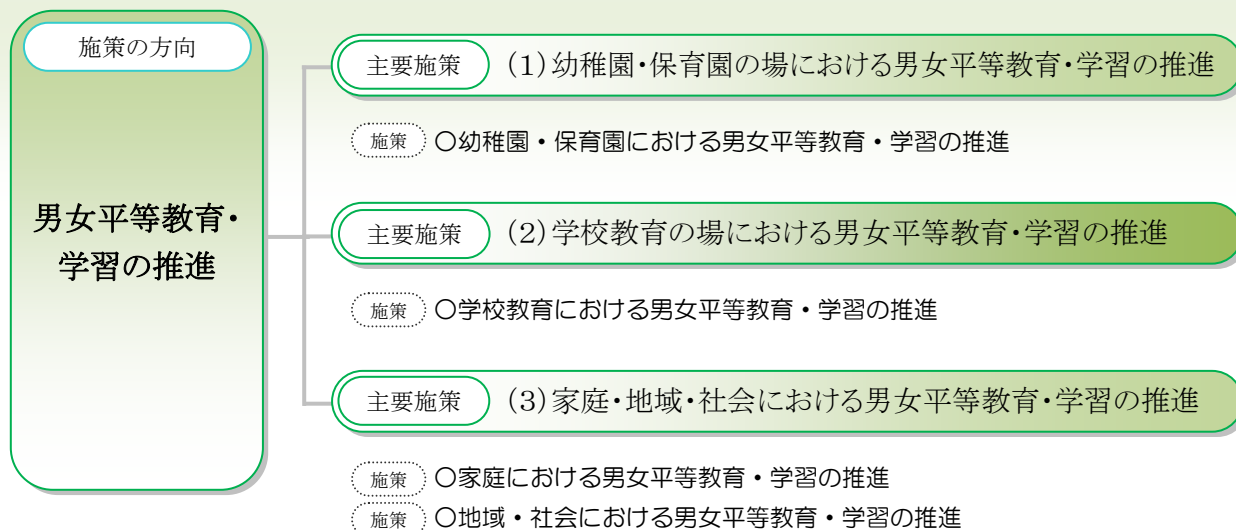 施策の方向
男女平等教育・
学習の推進
主要施策 (1)幼稚園・保育園の場における男女平等教育・学習の推進
施策 ○幼稚園・保育園における男女平等教育・学習の推進
主要施策 (2)学校教育の場における男女平等教育・学習の推進
施策 ○学校教育における男女平等教育・学習の推進
主要施策 (3)家庭・地域・社会における男女平等教育・学習の推進
施策 ○家庭における男女平等教育・学習の推進
施策 ○地域・社会における男女平等教育・学習の推進